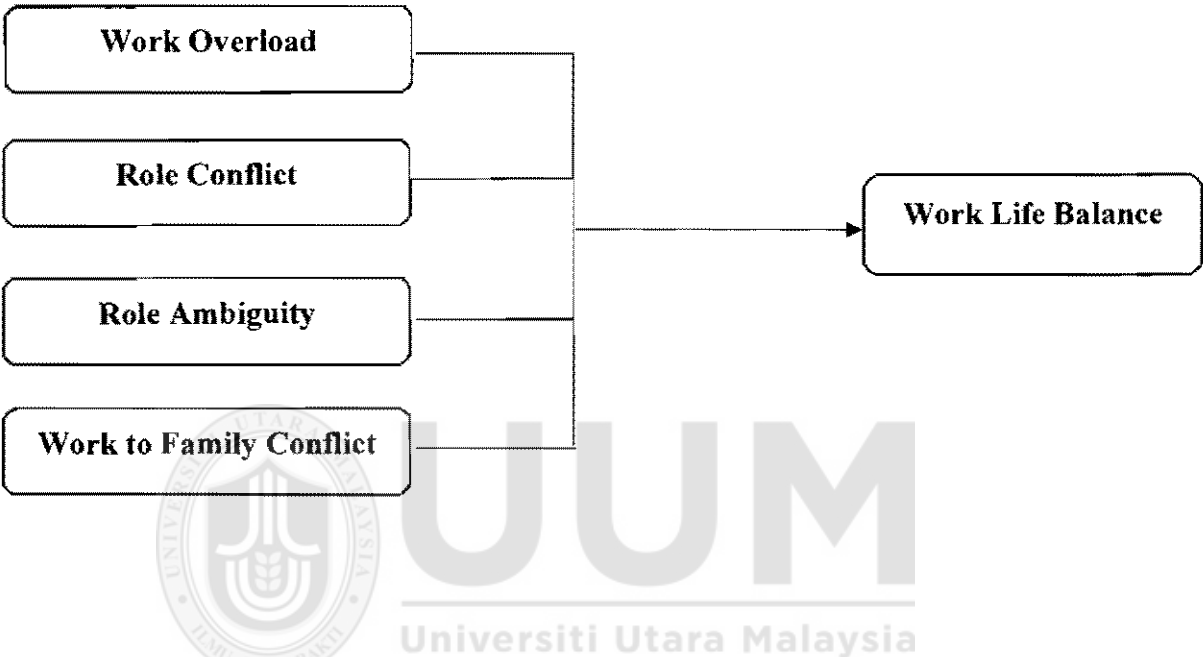 Work Overload
Role Conflict
Work Life Balance
Role Ambiguity
Work to Family Conflict
UUM
Universiti Utara Malaysia